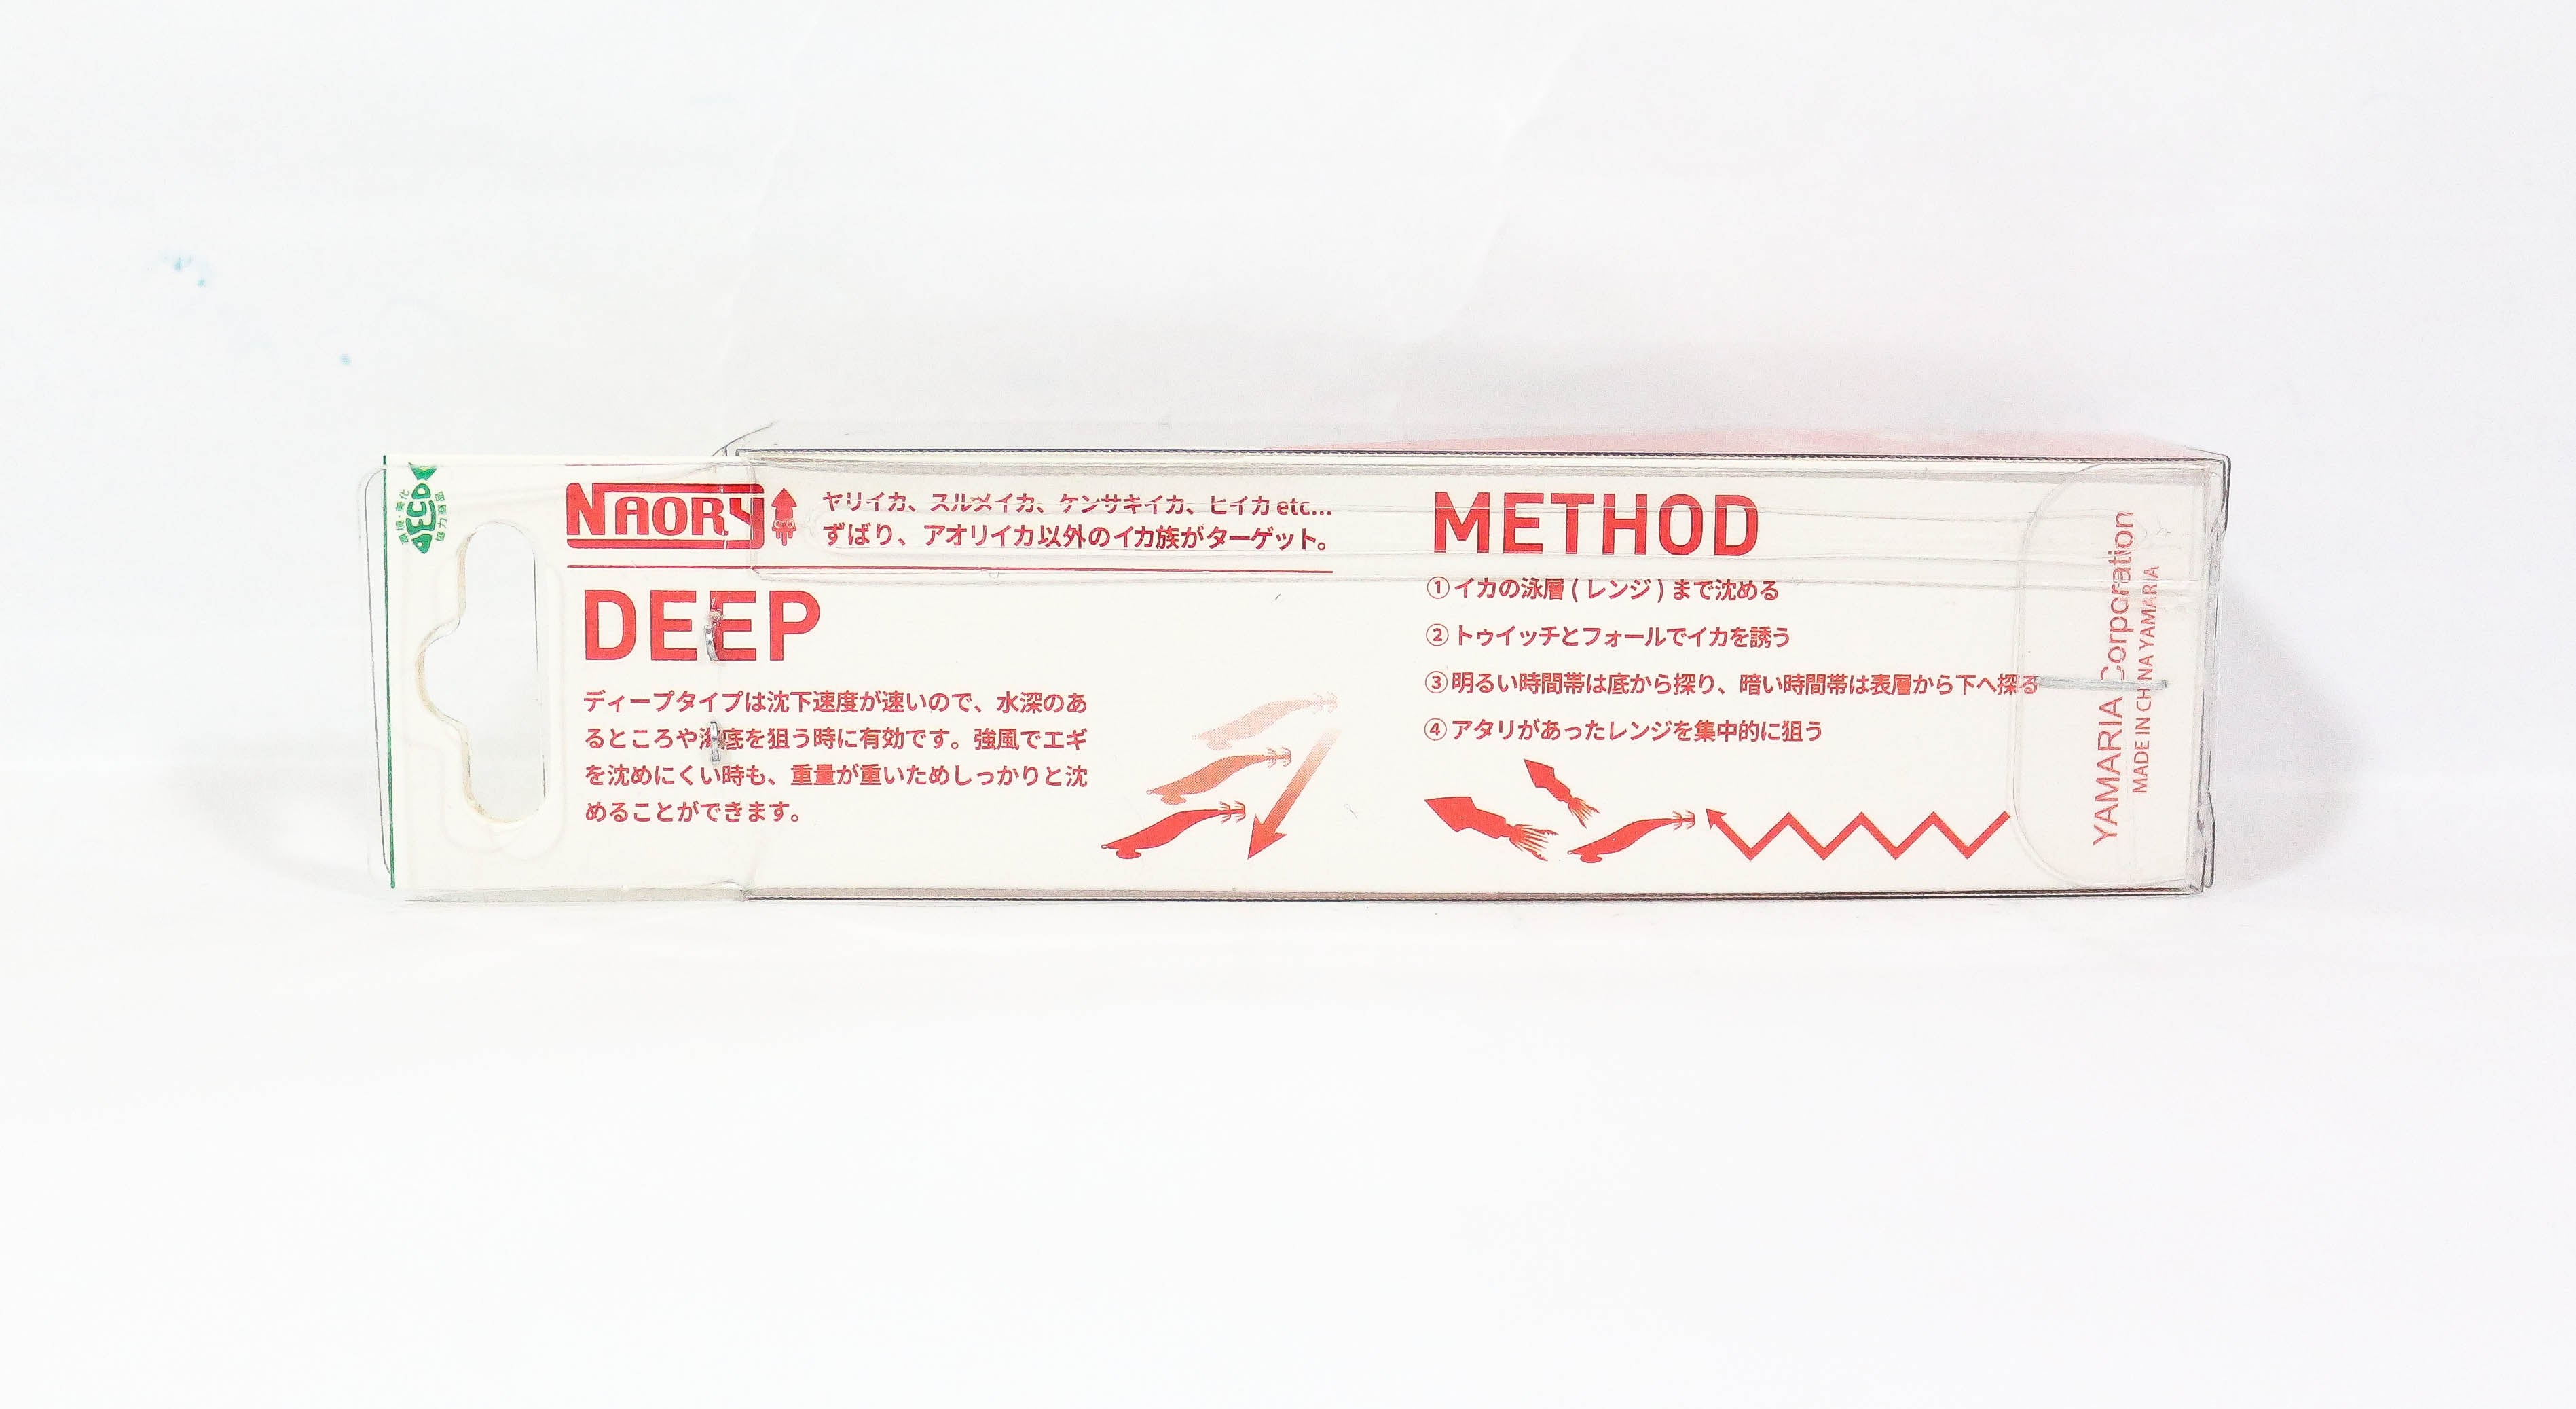 環境・美化
DECO
協力商品
NAORY
ヤリイカ、スルメイカ、ケンサキイカ、ヒイカ etc...
ずばり、アオリイカ以外のイカ族がターゲット。
DEEP
ディープタイプは沈下速度が速いので、水深のあ
るところや海底を狙う時に有効です。強風でエギ
を沈めにくい時も、重量が重いためしっかりと沈
めることができます。
METHOD
①イカの泳層 ( レンジ ) まで沈める
②トゥイッチとフォールでイカを誘う
③明るい時間帯は底から探り、暗い時間帯は表層から下へ探る
④アタリがあったレンジを集中的に狙う
YAMARIA Corporation
MADE IN CHINA YAMARIA